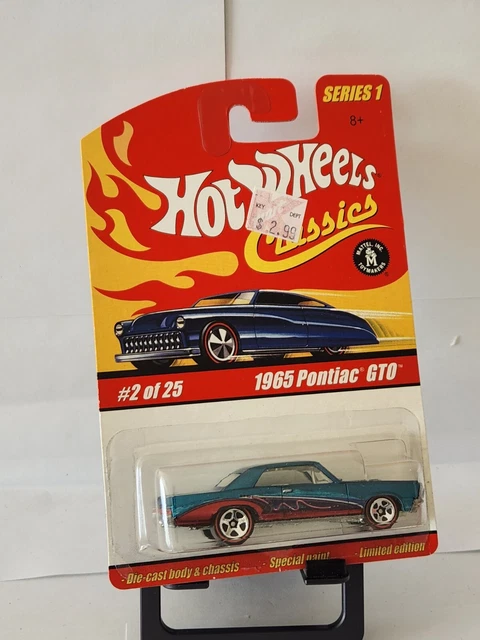 SERIES 1
8+
HOT WHEELS
Classics
KEY DEPT
$2.99
MATTEL, INC.
M
TOYMAKERS
#2 of 25
1965 Pontiac® GTO™
Die-cast body & chassis
Special paint
Limited edition